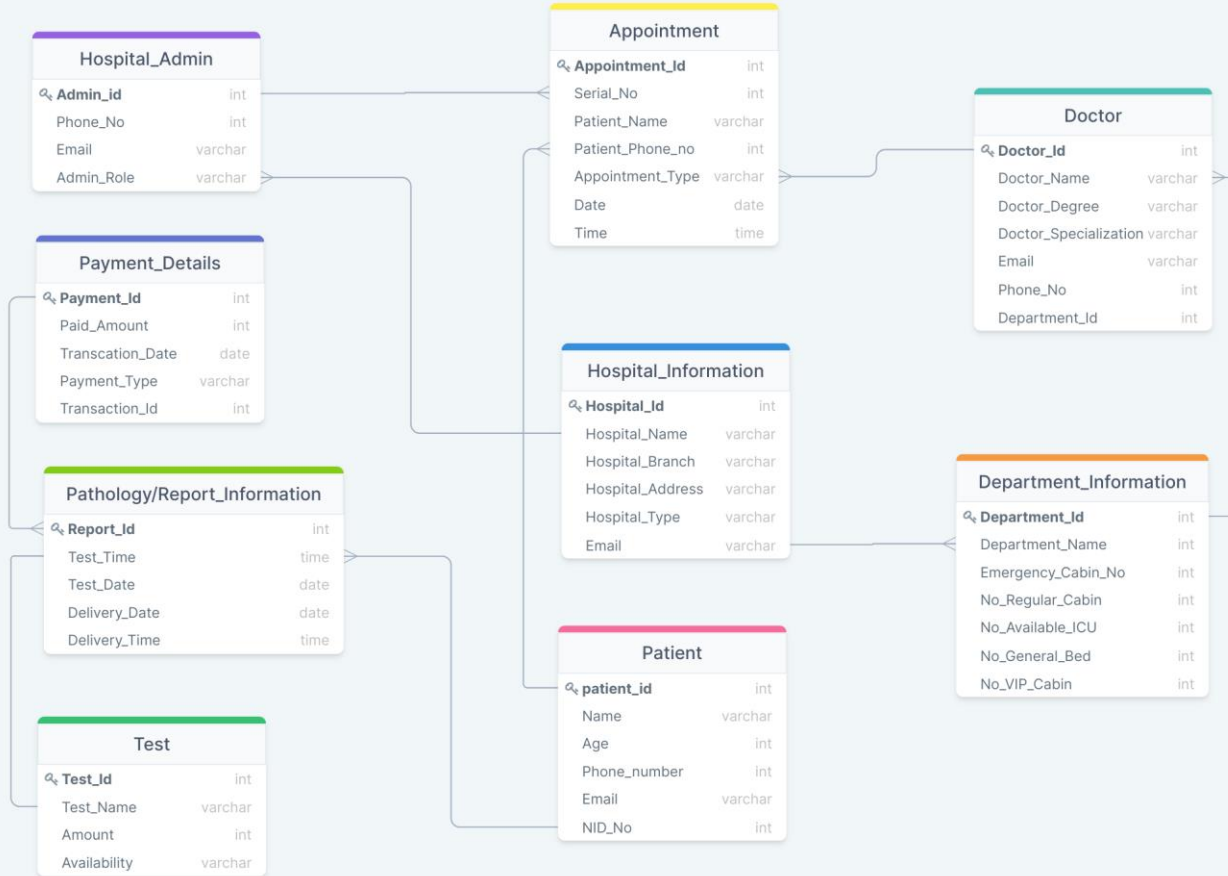 Hospital_Admin
Admin_id int
Phone_No int
Email varchar
Admin_Role varchar
Payment_Details
Payment_Id int
Paid_Amount int
Transcation_Date date
Payment_Type varchar
Transaction_Id int
Pathology/Report_Information
Report_Id int
Test_Time time
Test_Date date
Delivery_Date date
Delivery_Time time
Test
Test_Id int
Test_Name varchar
Amount int
Availability varchar
Appointment
Appointment_Id int
Serial_No int
Patient_Name varchar
Patient_Phone_no int
Appointment_Type varchar
Date date
Time time
Hospital_Information
Hospital_Id int
Hospital_Name varchar
Hospital_Branch varchar
Hospital_Address varchar
Hospital_Type varchar
Email varchar
Patient
patient_id int
Name varchar
Age int
Phone_number int
Email varchar
NID_No int
Doctor
Doctor_Id int
Doctor_Name varchar
Doctor_Degree varchar
Doctor_Specialization varchar
Email varchar
Phone_No int
Department_Id int
Department_Information
Department_Id int
Department_Name int
Emergency_Cabin_No int
No_Regular_Cabin int
No_Available_ICU int
No_General_Bed int
No_VIP_Cabin int